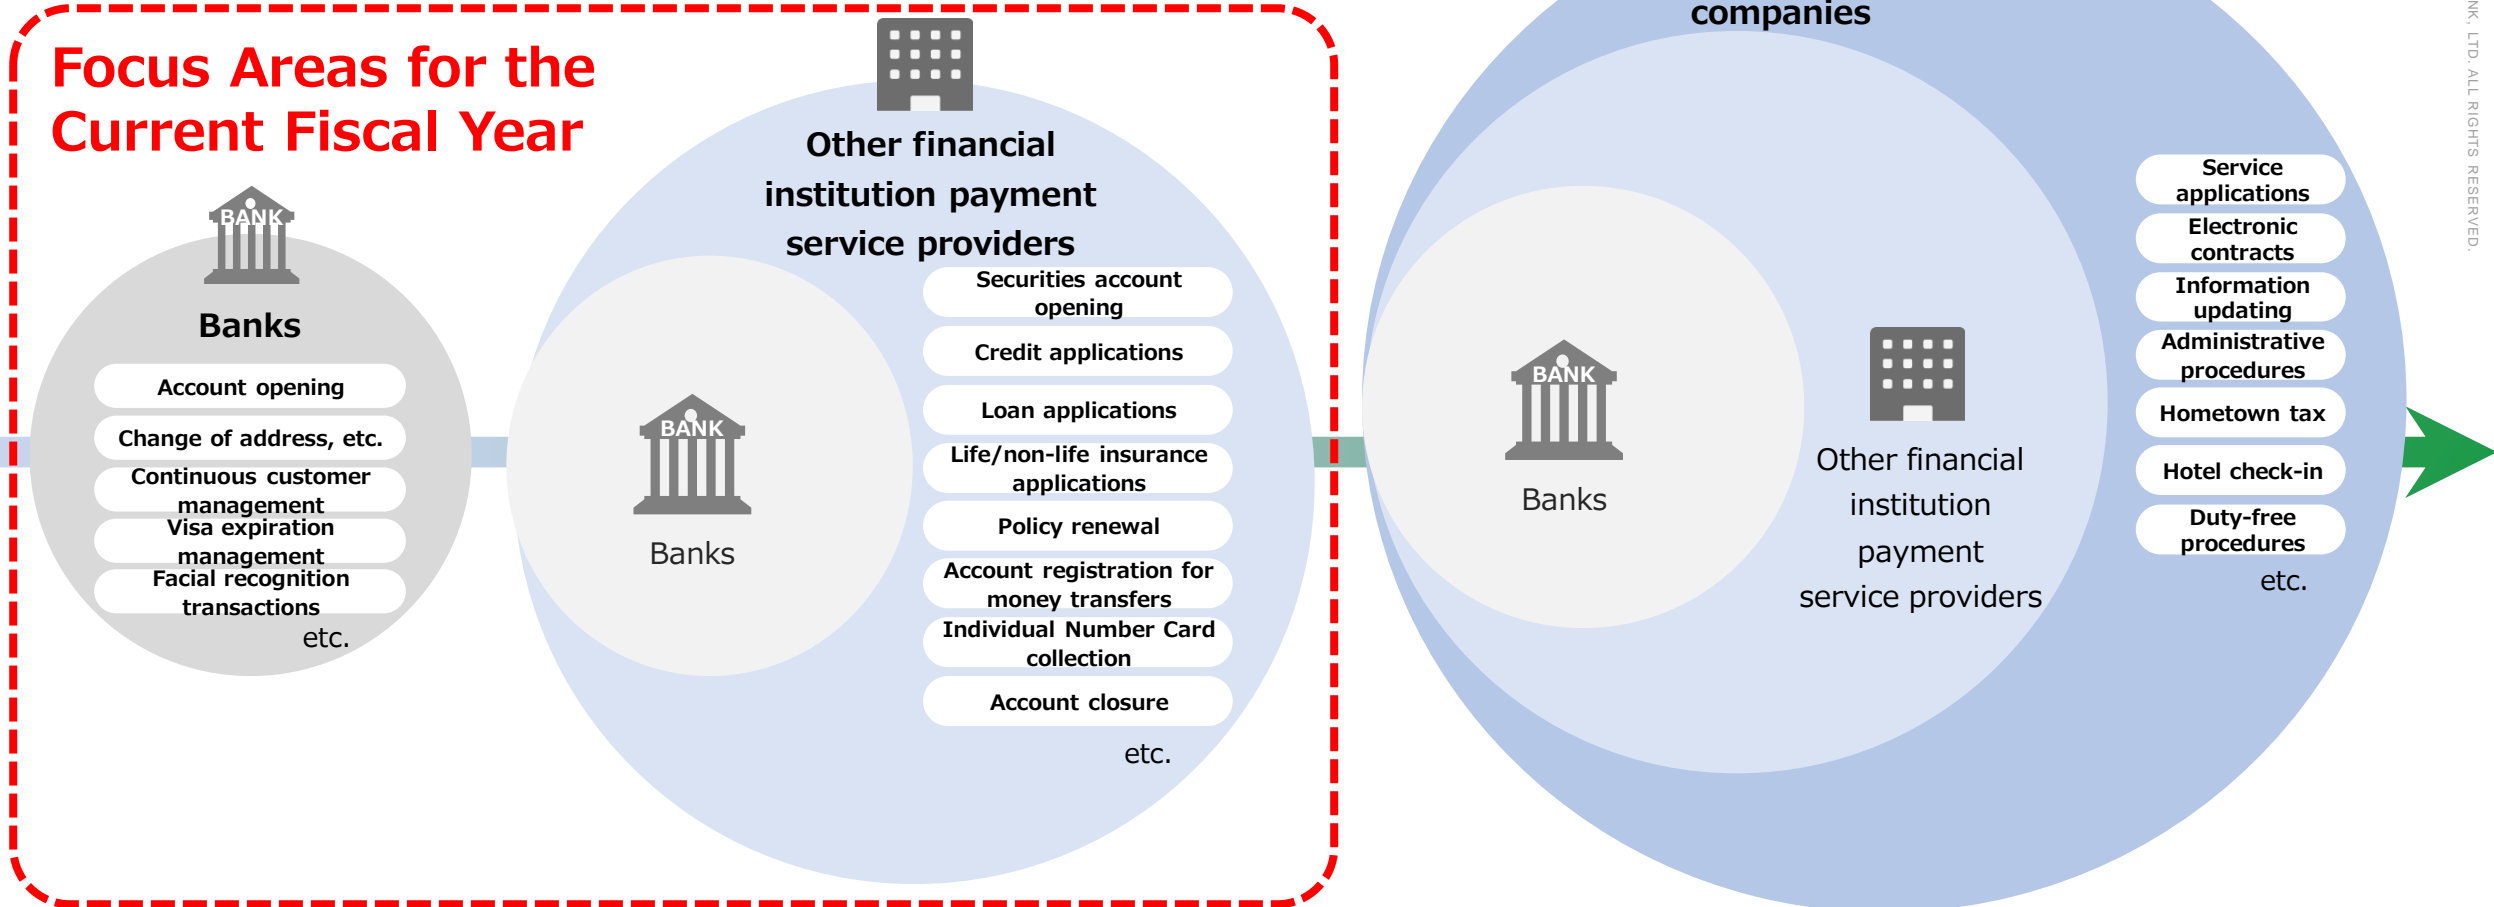 Focus Areas for the
Current Fiscal Year
BANK
Banks
Account opening
Change of address, etc.
Continuous customer
management
Visa expiration
management
Facial recognition
transactions
etc.
Other financial
institution payment
service providers
BANK
Banks
Securities account
opening
Credit applications
Loan applications
Life/non-life insurance
applications
Policy renewal
Account registration for
money transfers
Individual Number Card
collection
Account closure
etc.
companies
BANK
Banks
Other financial
institution
payment
service providers
Service
applications
Electronic
contracts
Information
updating
Administrative
procedures
Hometown tax
Hotel check-in
Duty-free
procedures
etc.
LTD. ALL RIGHTS RESERVED.